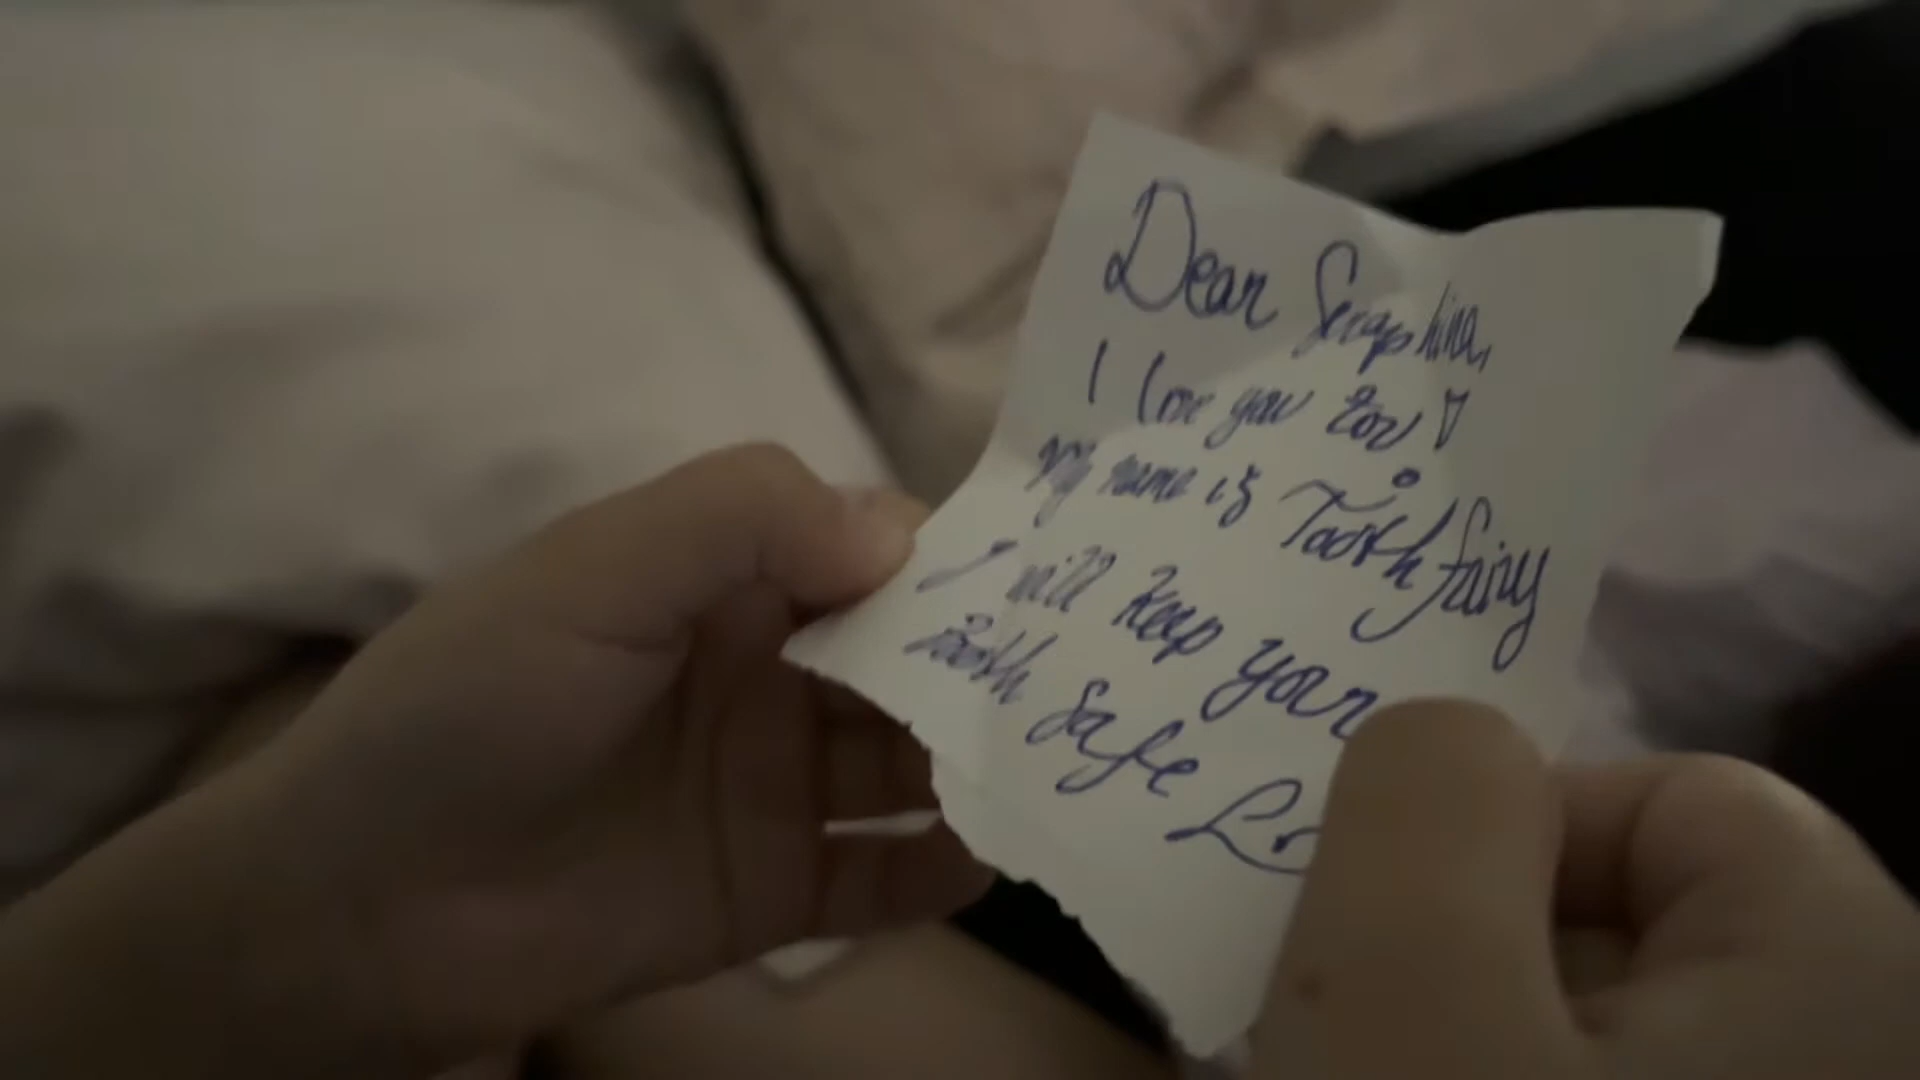 Dear Seraphina,
I love you too
My name is Tooth fairy
I will keep your
Tooth safe